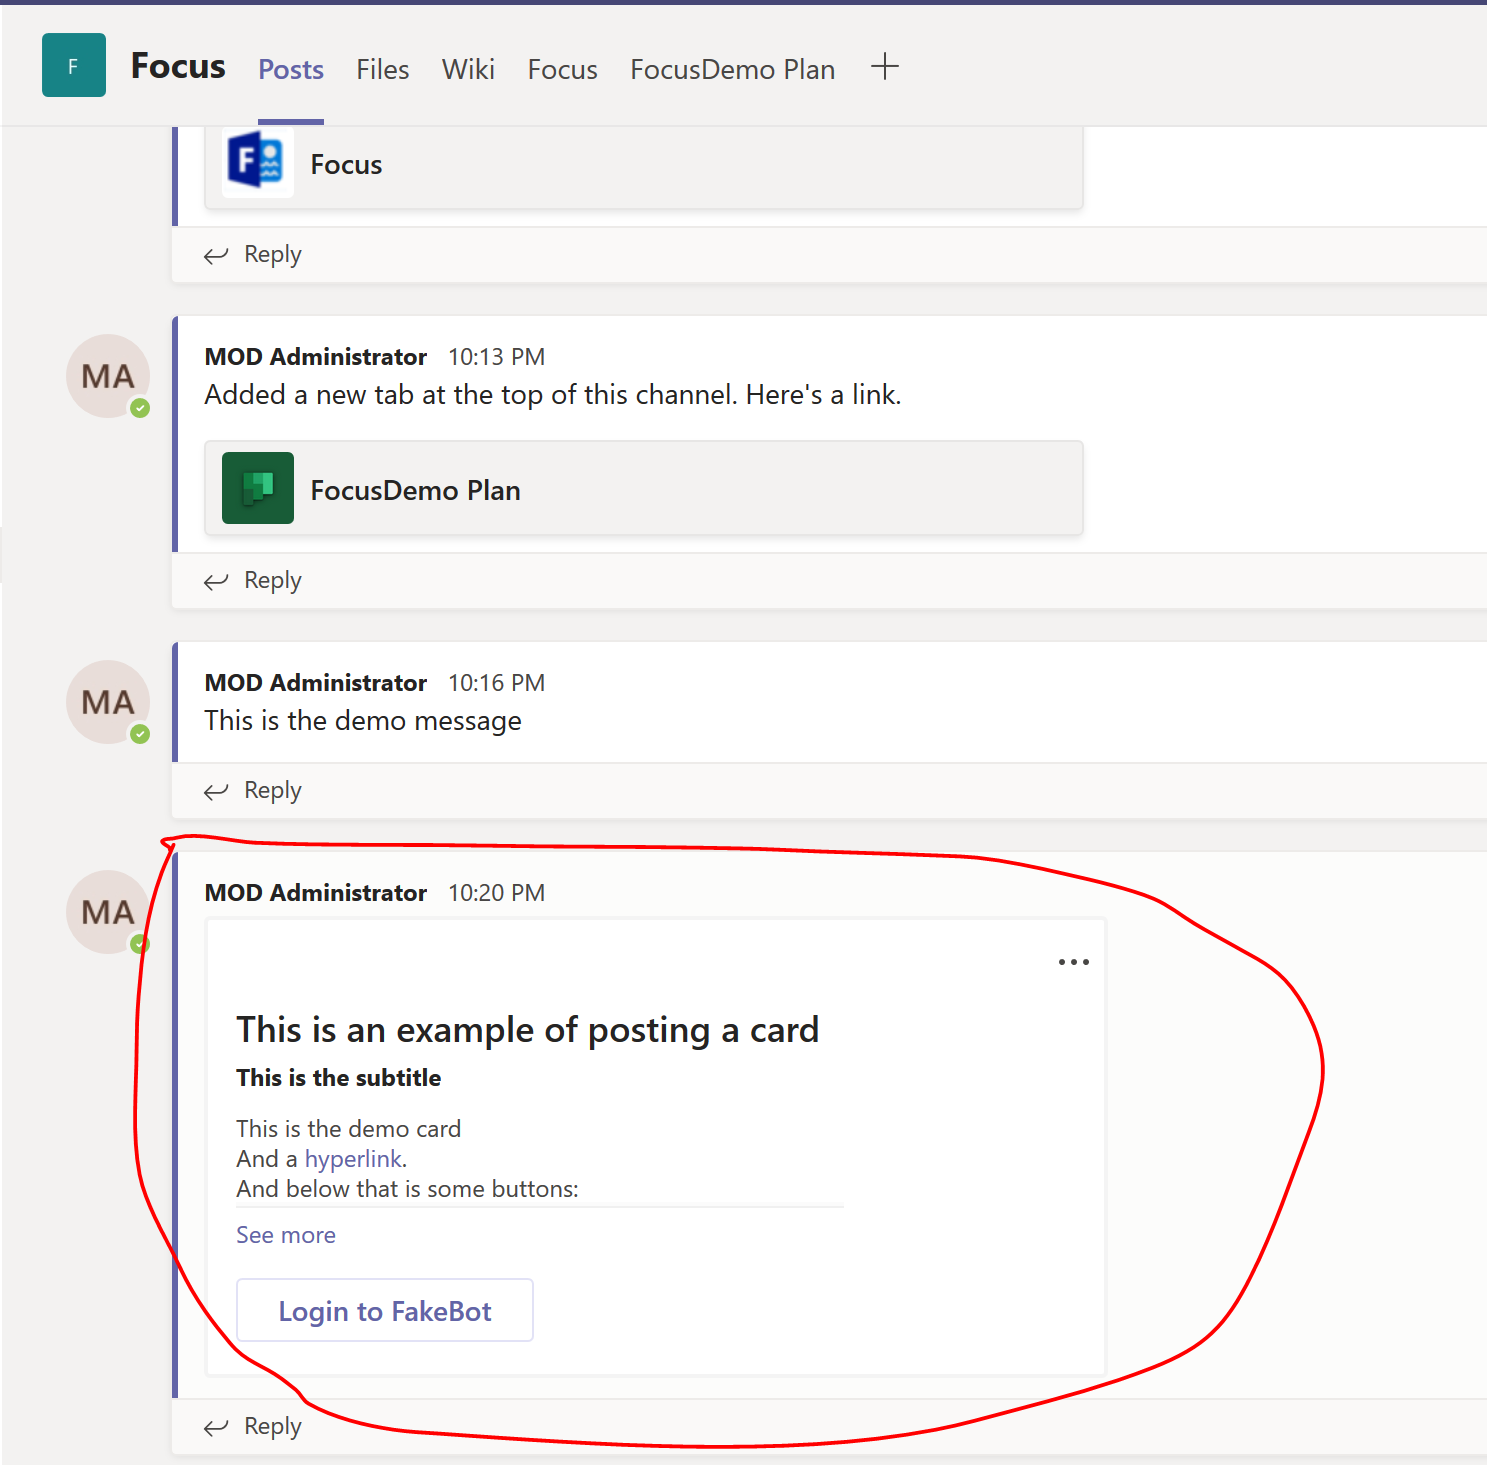 F
Focus Posts Files Wiki Focus FocusDemo Plan
F
Focus
Reply
MA
MOD Administrator 10:13 PM
Added a new tab at the top of this channel. Here's a link.
FocusDemo Plan
Reply
MA
MOD Administrator 10:16 PM
This is the demo message
Reply
MA
MOD Administrator 10:20 PM
This is an example of posting a card
This is the subtitle
This is the demo card
And a hyperlink.
And below that is some buttons:
See more
Login to FakeBot
Reply